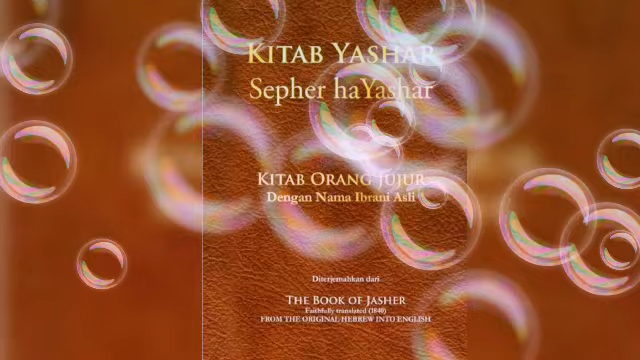 KITAB YASHAR
Sepher haYashar
KITAB ORANG JUJUR
Dengan Nama Ibrani Asli
Diterjemahkan dari
THE BOOK OF JASHER
Faithfully translated (1840)
FROM THE ORIGINAL HEBREW INTO ENGLISH